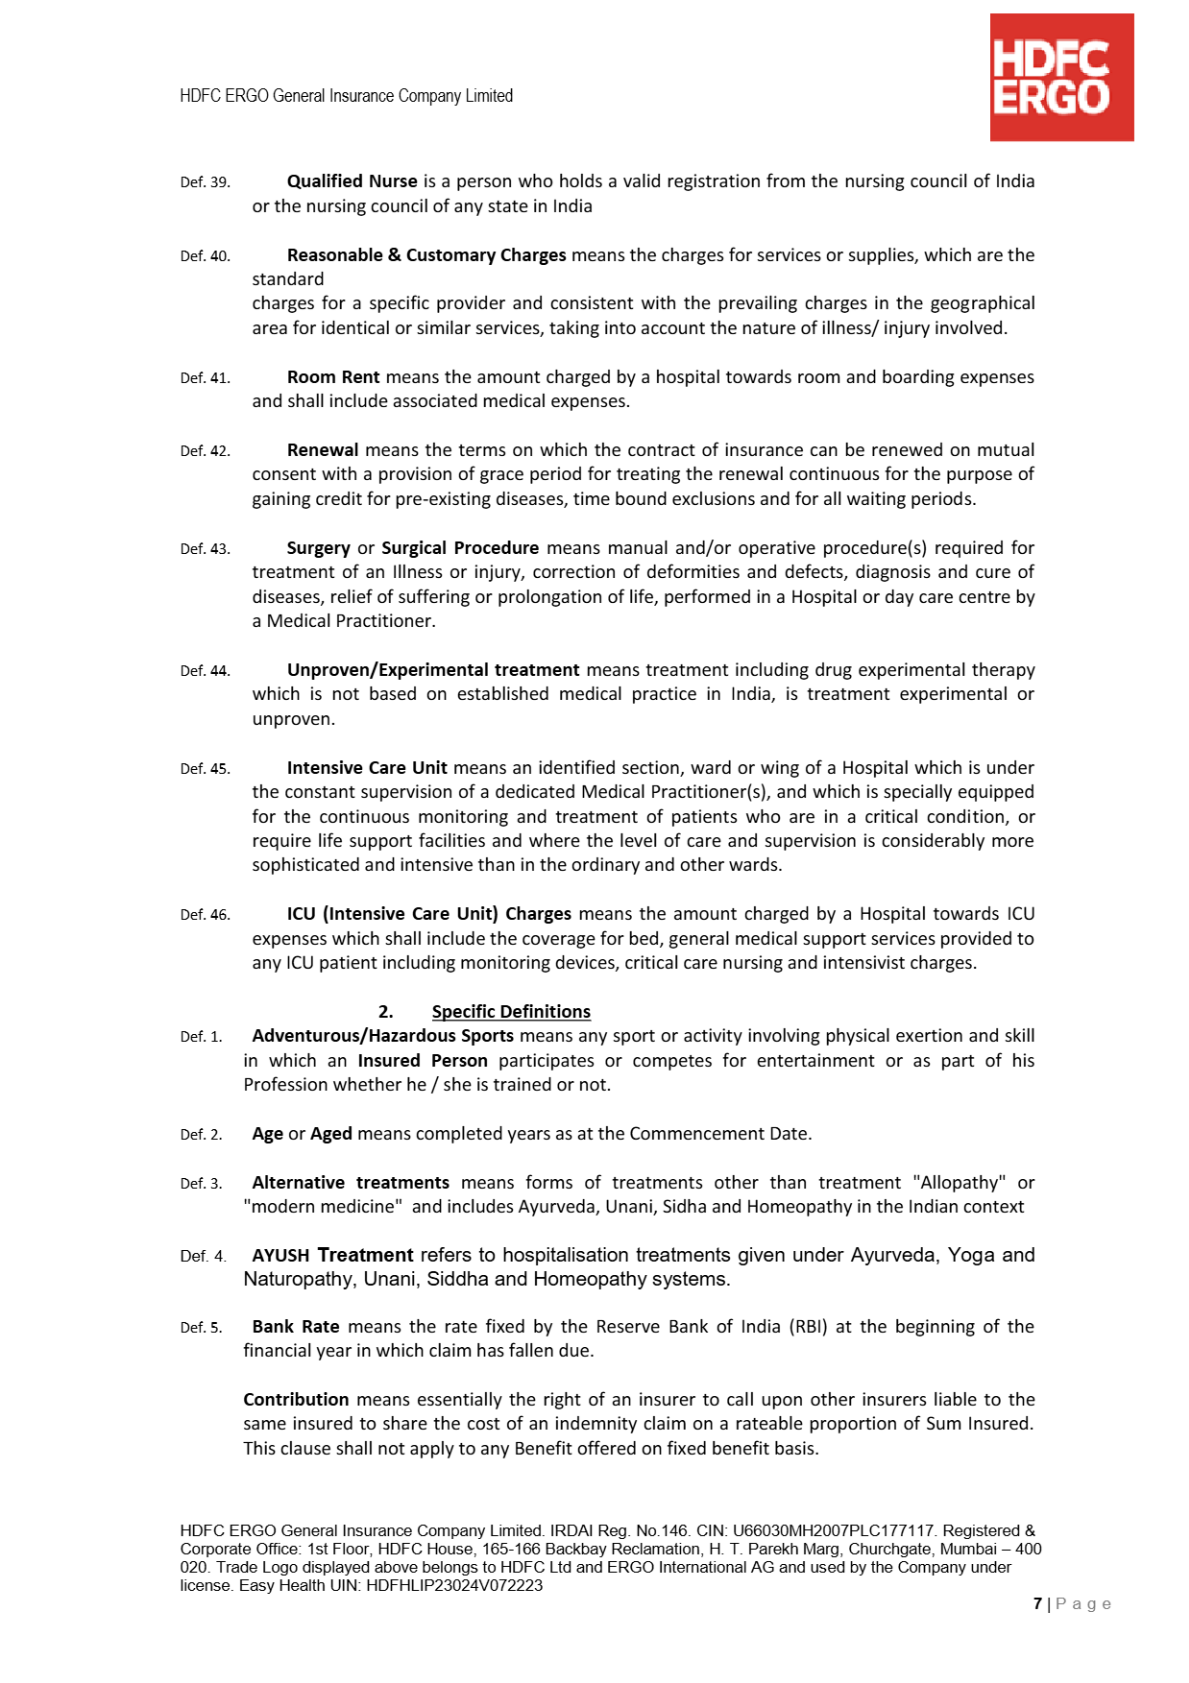 HDFC ERGO General Insurance Company Limited
HDFC
ERGO
Def. 39. Qualified Nurse is a person who holds a valid registration from the nursing council of India
or the nursing council of any state in India
Def. 40. Reasonable & Customary Charges means the charges for services or supplies, which are the
standard
charges for a specific provider and consistent with the prevailing charges in the geographical
area for identical or similar services, taking into account the nature of illness/ injury involved.
Def. 41. Room Rent means the amount charged by a hospital towards room and boarding expenses
and shall include associated medical expenses.
Def. 42. Renewal means the terms on which the contract of insurance can be renewed on mutual
consent with a provision of grace period for treating the renewal continuous for the purpose of
gaining credit for pre-existing diseases, time bound exclusions and for all waiting periods.
Def. 43. Surgery or Surgical Procedure means manual and/or operative procedure(s) required for
treatment of an Illness or injury, correction of deformities and defects, diagnosis and cure of
diseases, relief of suffering or prolongation of life, performed in a Hospital or day care centre by
a Medical Practitioner.
Def. 44. Unproven/Experimental treatment means treatment including drug experimental therapy
which is not based on established medical practice in India, is treatment experimental or
unproven.
Def. 45. Intensive Care Unit means an identified section, ward or wing of a Hospital which is under
the constant supervision of a dedicated Medical Practitioner(s), and which is specially equipped
for the continuous monitoring and treatment of patients who are in a critical condition, or
require life support facilities and where the level of care and supervision is considerably more
sophisticated and intensive than in the ordinary and other wards.
Def. 46. ICU (Intensive Care Unit) Charges means the amount charged by a Hospital towards ICU
expenses which shall include the coverage for bed, general medical support services provided to
any ICU patient including monitoring devices, critical care nursing and intensivist charges.
2. Specific Definitions
Def. 1. Adventurous/Hazardous Sports means any sport or activity involving physical exertion and skill
in which an Insured Person participates or competes for entertainment or as part of his
Profession whether he / she is trained or not.
Def. 2. Age or Aged means completed years as at the Commencement Date.
Def. 3. Alternative treatments means forms of treatments other than treatment "Allopathy" or
"modern medicine" and includes Ayurveda, Unani, Sidha and Homeopathy in the Indian context
Def. 4. AYUSH Treatment refers to hospitalisation treatments given under Ayurveda, Yoga and
Naturopathy, Unani, Siddha and Homeopathy systems.
Def. 5. Bank Rate means the rate fixed by the Reserve Bank of India (RBI) at the beginning of the
financial year in which claim has fallen due.
Contribution means essentially the right of an insurer to call upon other insurers liable to the
same insured to share the cost of an indemnity claim on a rateable proportion of Sum Insured.
This clause shall not apply to any Benefit offered on fixed benefit basis.
HDFC ERGO General Insurance Company Limited. IRDAI Reg. No.146. CIN: U66030MH2007PLC177117. Registered &
Corporate Office: 1st Floor, HDFC House, 165-166 Backbay Reclamation, H. T. Parekh Marg, Churchgate, Mumbai – 400
020. Trade Logo displayed above belongs to HDFC Ltd and ERGO International AG and used by the Company under
license. Easy Health UIN: HDFHLIP23024V072223
7 | Page